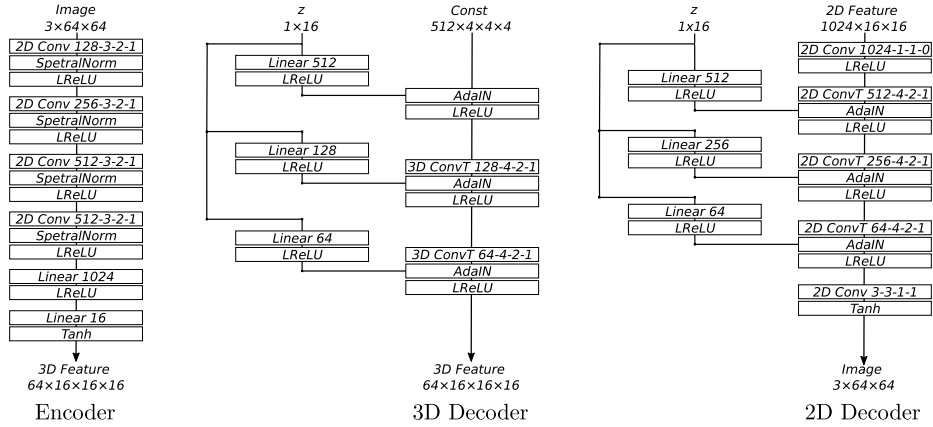 Image
3×64×64
2D Conv 128-3-2-1
SpetralNorm
LReLU
2D Conv 256-3-2-1
SpetralNorm
LReLU
2D Conv 512-3-2-1
SpetralNorm
LReLU
2D Conv 512-3-2-1
SpetralNorm
LReLU
Linear 1024
LReLU
Linear 16
Tanh
3D Feature
64×16×16×16
Encoder
z
1×16
Linear 512
LReLU
Linear 128
LReLU
Linear 64
LReLU
Const
512×4×4×4
AdaIN
LReLU
3D ConvT 128-4-2-1
AdaIN
LReLU
3D ConvT 64-4-2-1
AdaIN
LReLU
3D Feature
64×16×16×16
3D Decoder
z
1x16
Linear 512
LReLU
Linear 256
LReLU
Linear 64
LReLU
2D Feature
1024×16×16
2D Conv 1024-1-1-0
LReLU
2D ConvT 512-4-2-1
AdaIN
LReLU
2D ConvT 256-4-2-1
AdaIN
LReLU
2D ConvT 64-4-2-1
AdaIN
LReLU
2D Conv 3-3-1-1
Tanh
Image
3×64×64
2D Decoder